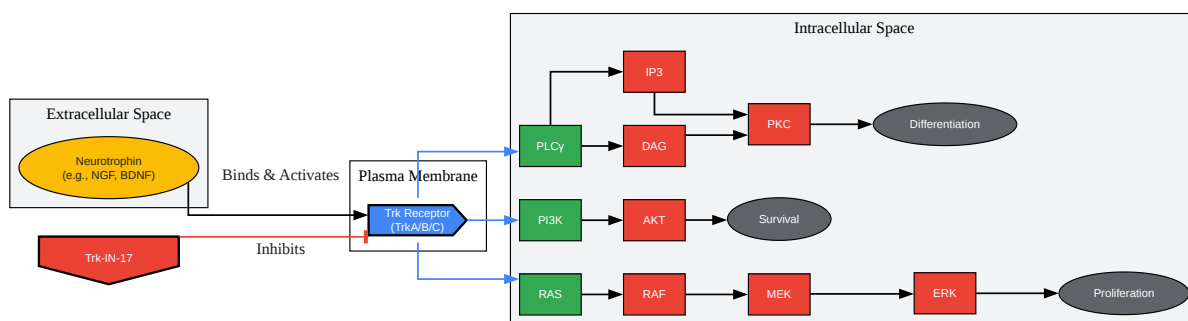 Intracellular Space
IP3
Extracellular Space
PKC
Differentiation
PLCγ
DAG
Neurotrophin
(e.g., NGF, BDNF)
Binds & Activates
Plasma Membrane
Trk Receptor
(TrkA/B/C)
PI3K
AKT
Survival
Inhibits
Trk-IN-17
RAS
RAF
MEK
ERK
Proliferation